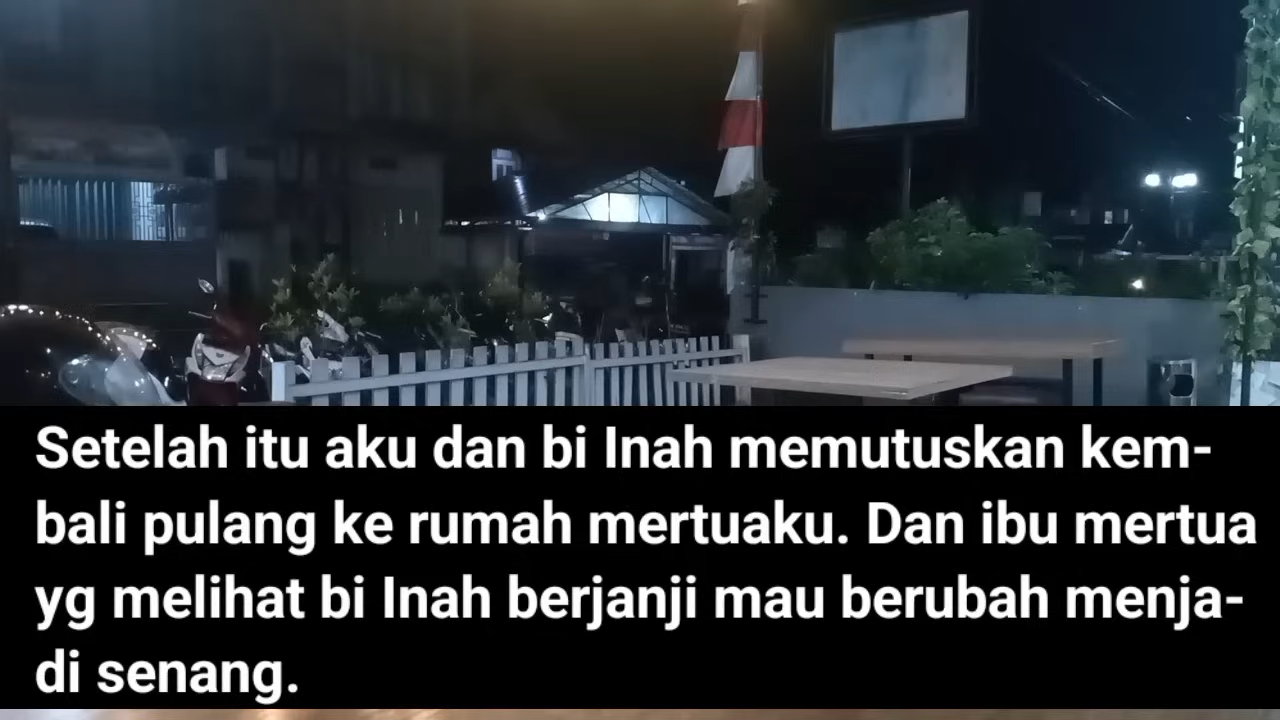 Setelah itu aku dan bi Inah memutuskan kem-
bali pulang ke rumah mertuaku. Dan ibu mertua
yg melihat bi Inah berjanji mau berubah menja-
di senang.